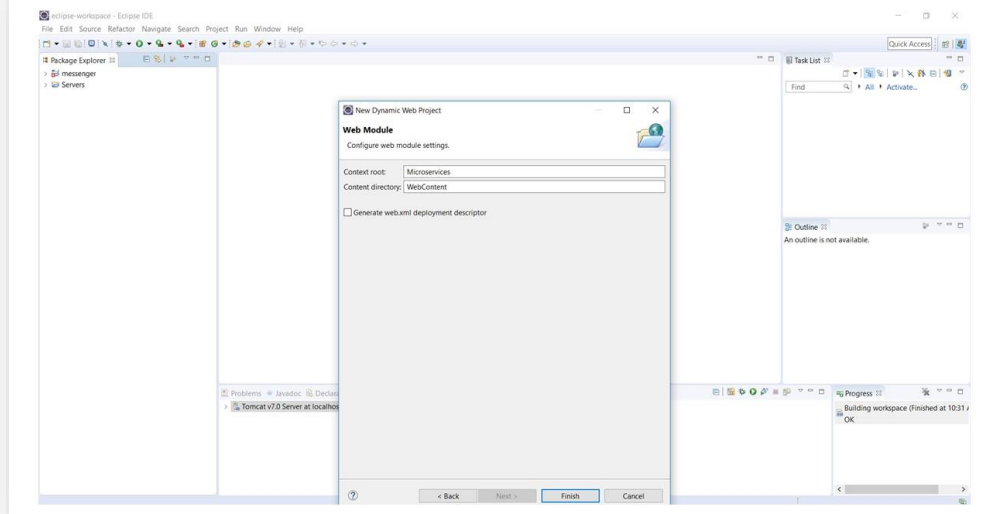 eclipse-workspace - Eclipse IDE
File Edit Source Refactor Navigate Search Project Run Window Help
Quick Access
Package Explorer
messenger
Servers
Task List
Find
All
Activate...
New Dynamic Web Project
Web Module
Configure web module settings.
Context root: Microservices
Content directory: WebContent
Generate web.xml deployment descriptor
Outline
An outline is not available.
Problems Javadoc Declar
Tomcat v7.0 Server at localhos
Progress
Building workspace (Finished at 10:31
OK
? < Back Next > Finish Cancel